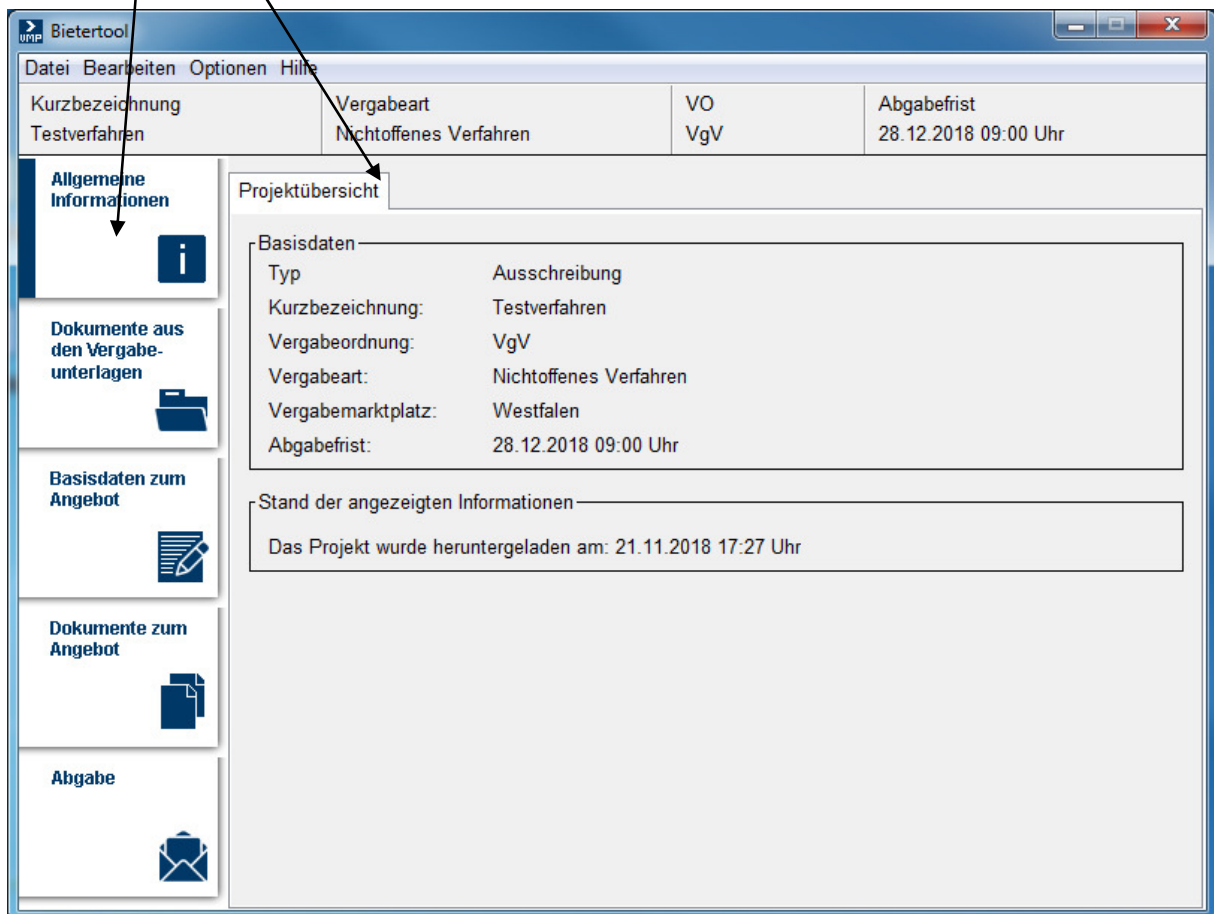 VMP Bietertool
Datei Bearbeiten Optionen Hilfe
Kurzbezeichnung Vergabeart VO Abgabefrist
Testverfahren Nichtoffenes Verfahren VgV 28.12.2018 09:00 Uhr
Allgemeine
Informationen
i
Dokumente aus
den Vergabe-
unterlagen
Basisdaten zum
Angebot
Dokumente zum
Angebot
Abgabe
Projektübersicht
Basisdaten
Typ Ausschreibung
Kurzbezeichnung: Testverfahren
Vergabeordnung: VgV
Vergabeart: Nichtoffenes Verfahren
Vergabemarktplatz: Westfalen
Abgabefrist: 28.12.2018 09:00 Uhr
Stand der angezeigten Informationen
Das Projekt wurde heruntergeladen am: 21.11.2018 17:27 Uhr